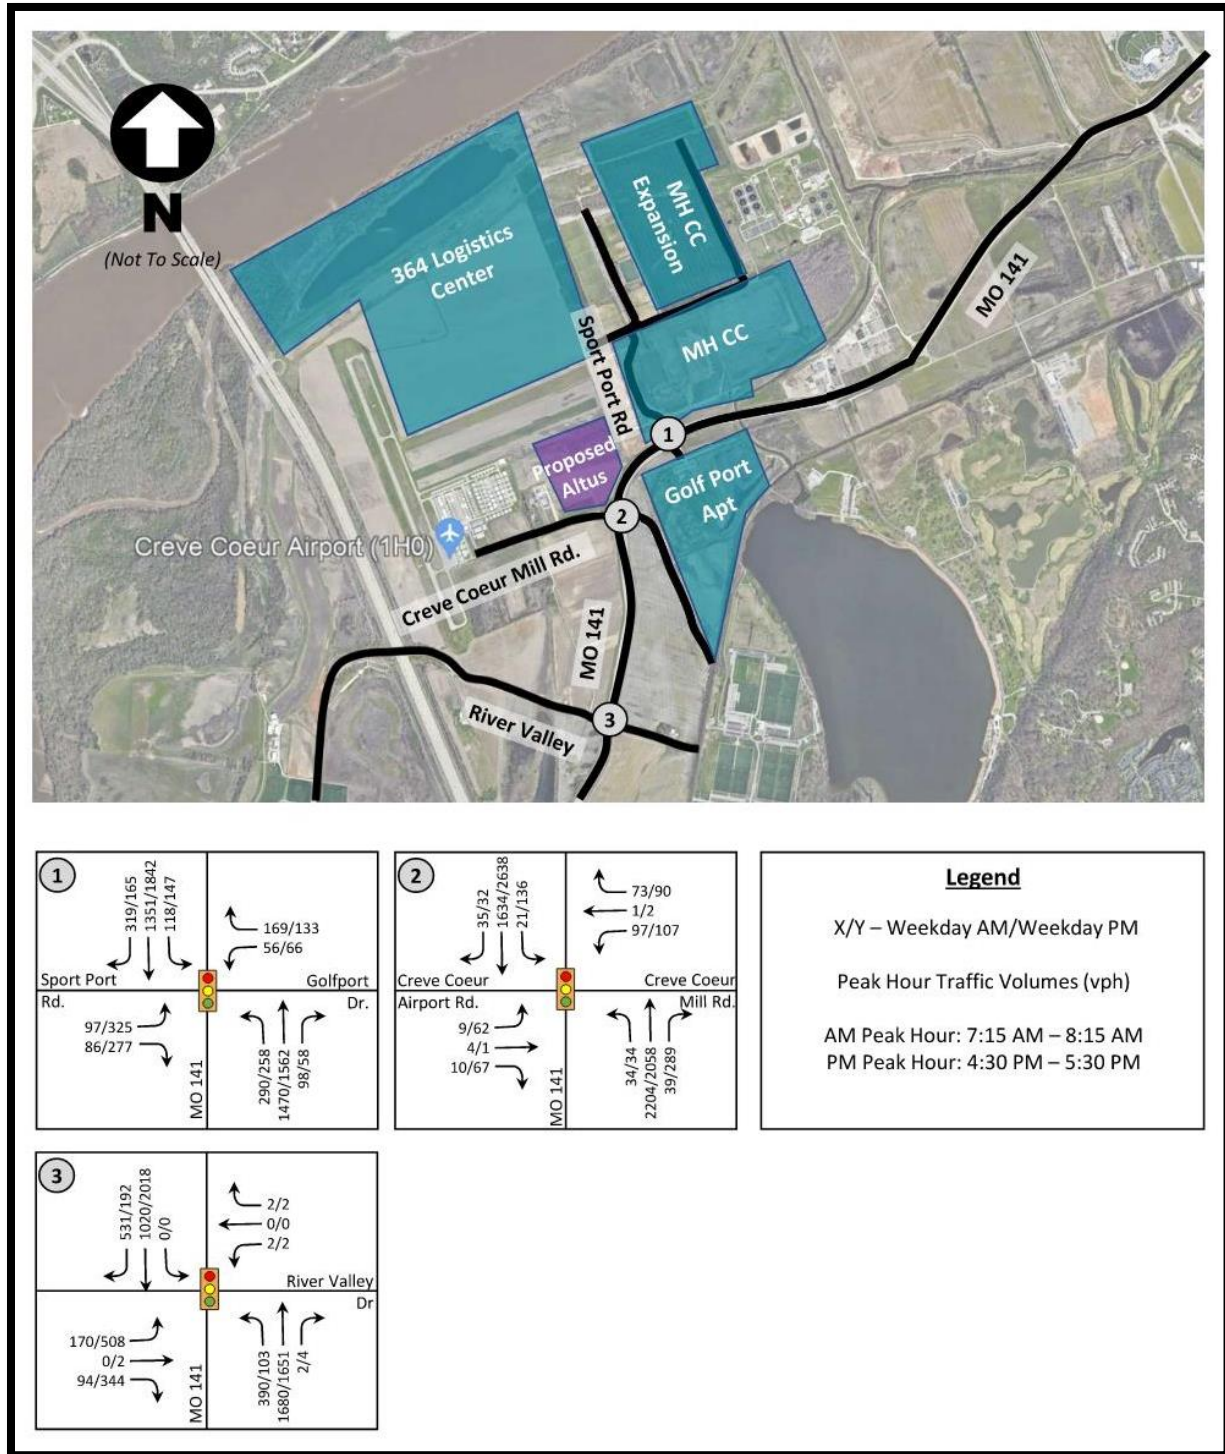 N
(Not To Scale)
364 Logistics
Center
MH CC
Expansion
MH CC
MO 141
Sport Port Rd
1
Proposed
Altus
Golf Port
Apt
2
Creve Coeur Airport (1H0)
Creve Coeur Mill Rd.
MO 141
3
River Valley
1
319/165
1351/1842
118/147
169/133
56/66
Sport Port
Rd.
Golfport
Dr.
97/325
86/277
MO 141
290/258
1470/1562
98/58
2
35/32
1634/2638
21/136
73/90
1/2
97/107
Creve Coeur
Airport Rd.
Creve Coeur
Mill Rd.
9/62
4/1
10/67
MO 141
34/34
2204/2058
39/289
Legend
X/Y – Weekday AM/Weekday PM
Peak Hour Traffic Volumes (vph)
AM Peak Hour: 7:15 AM – 8:15 AM
PM Peak Hour: 4:30 PM – 5:30 PM
3
531/192
1020/2018
0/0
2/2
0/0
2/2
River Valley
Dr
170/508
0/2
94/344
MO 141
390/103
1680/1651
2/4